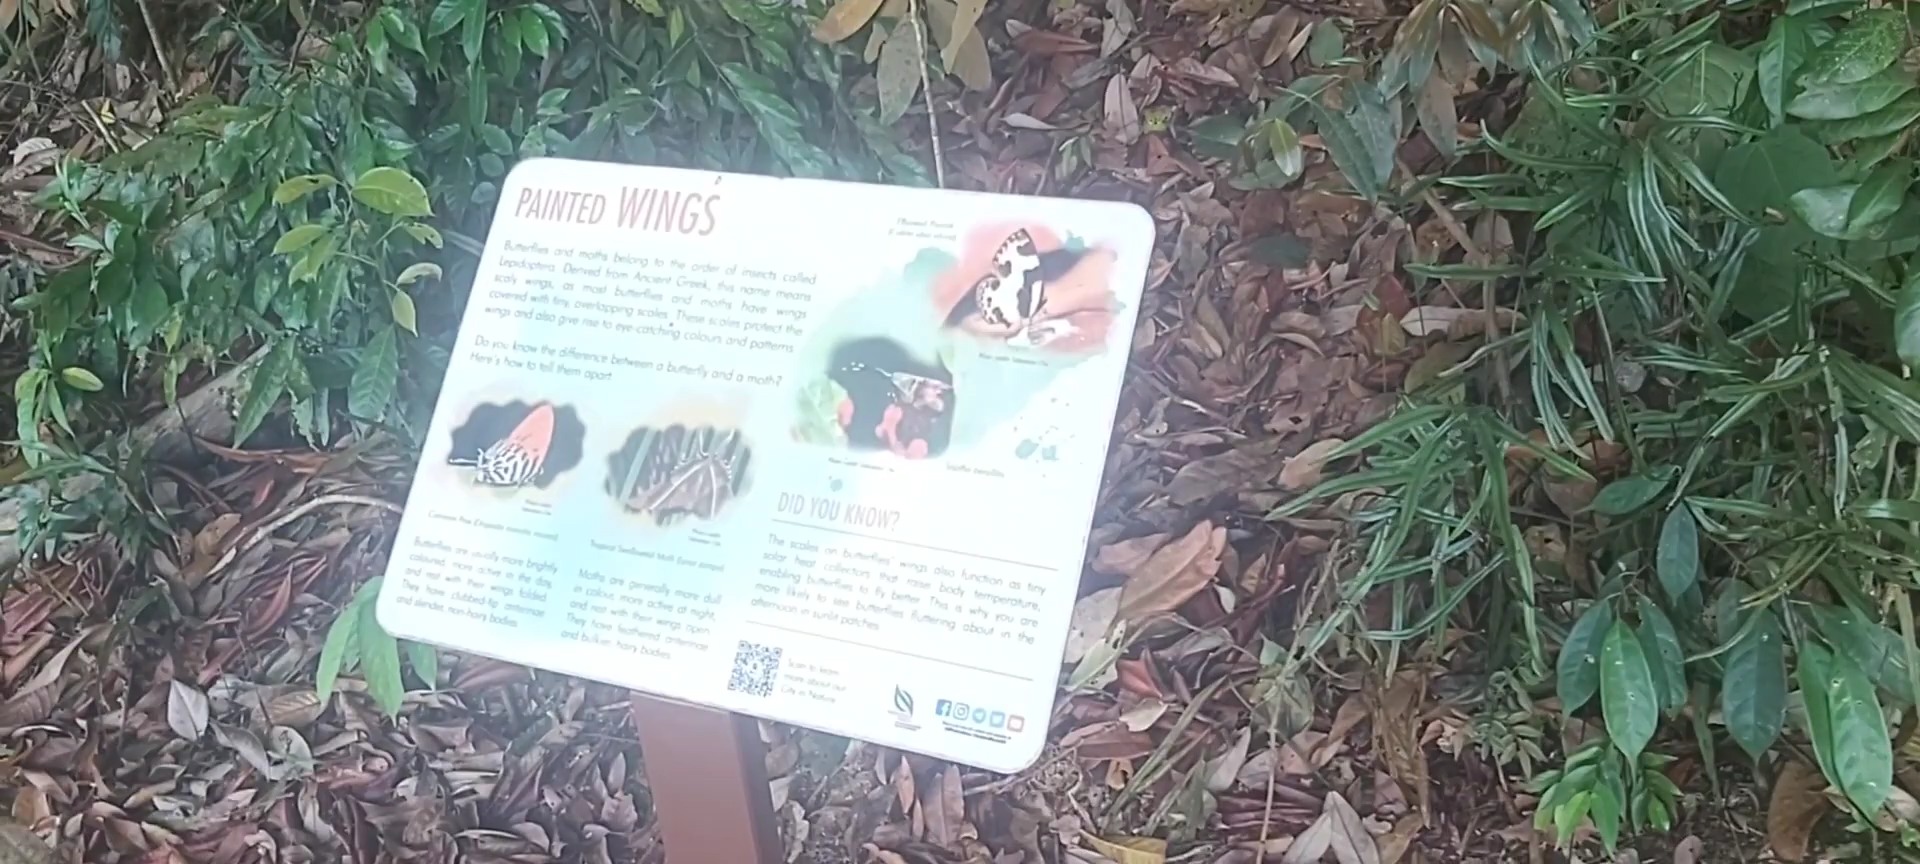 PAINTED WINGS
Butterflies and moths belong to the order of insects called
Lepidoptera. Derived from Ancient Greek, this name means
scaly wings, as most butterflies and moths have wings
covered with tiny, overlapping scales. These scales protect the
wings and also give rise to eye-catching colours and patterns.
Do you know the difference between a butterfly and a moth?
Here's how to tell them apart.
Butterflies are usually more brightly
coloured, more active in the day,
and rest with their wings folded.
They have clubbed-tip antennae
and slender, non-hairy bodies.
Tropical Swallowtail Moth
Moths are generally more dull
in colour, more active at night,
and rest with their wings open.
They have feathered antennae
and bulkier, hairy bodies.
DID YOU KNOW?
The scales on butterflies' wings also function as tiny
solar heat collectors that raise body temperature,
enabling butterflies to fly better. This is why you are
more likely to see butterflies fluttering about in the
afternoon in sunlit patches.
Scan to learn
more about our
City in Nature